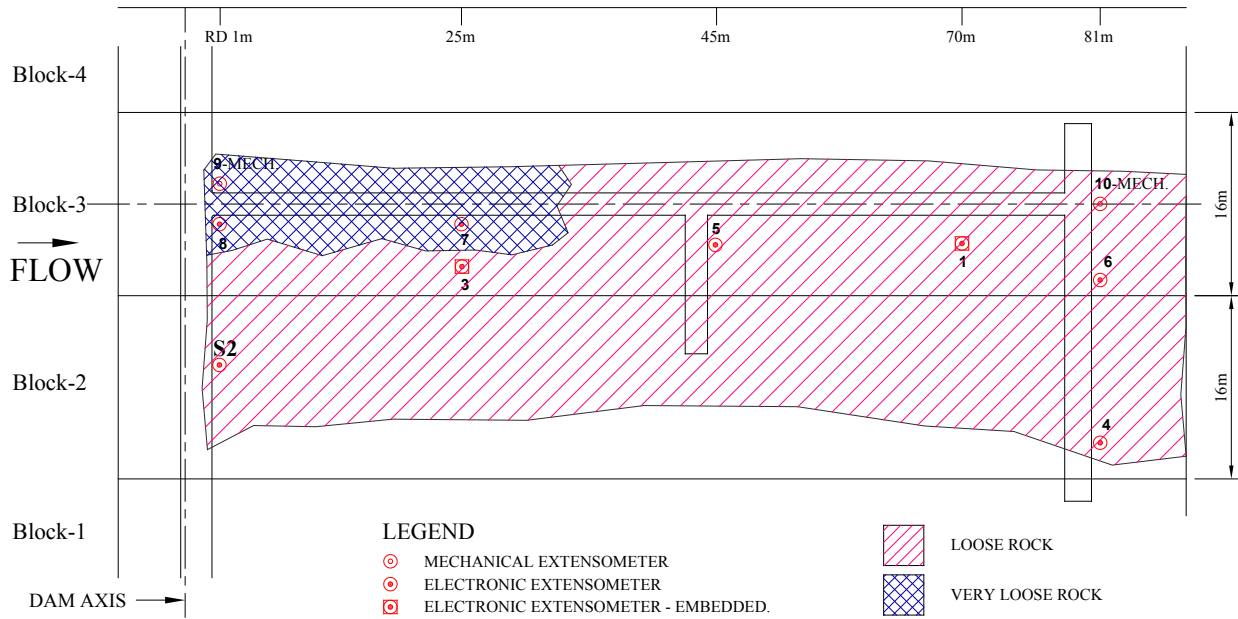 RD 1m 25m 45m 70m 81m
Block-4
9-MECH.
10-MECH.
Block-3
16m
8 7 5 1
FLOW
3 6
S2
Block-2
16m
4
Block-1
LEGEND
MECHANICAL EXTENSOMETER
ELECTRONIC EXTENSOMETER
ELECTRONIC EXTENSOMETER - EMBEDDED.
LOOSE ROCK
VERY LOOSE ROCK
DAM AXIS